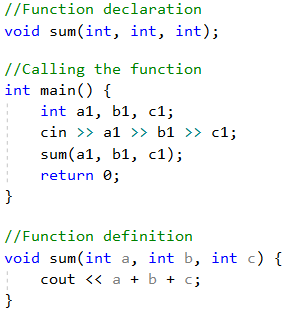 //Function declaration
void sum(int, int, int);
//Calling the function
int main() {
int a1, b1, c1;
cin >> a1 >> b1 >> c1;
sum(a1, b1, c1);
return 0;
}
//Function definition
void sum(int a, int b, int c) {
cout << a + b + c;
}